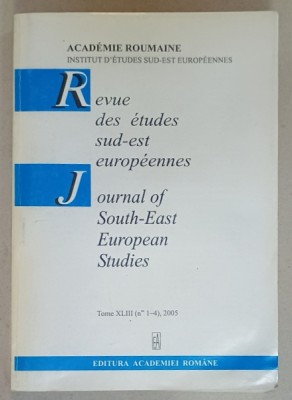 ACADÉMIE ROUMAINE
INSTITUT D'ÉTUDES SUD-EST EUROPÉENNES
Revue
des études
sud-est
européennes
Journal of
South-East
European
Studies
Tome XLIII (nos 1–4), 2005
EDITURA ACADEMIEI ROMÂNE